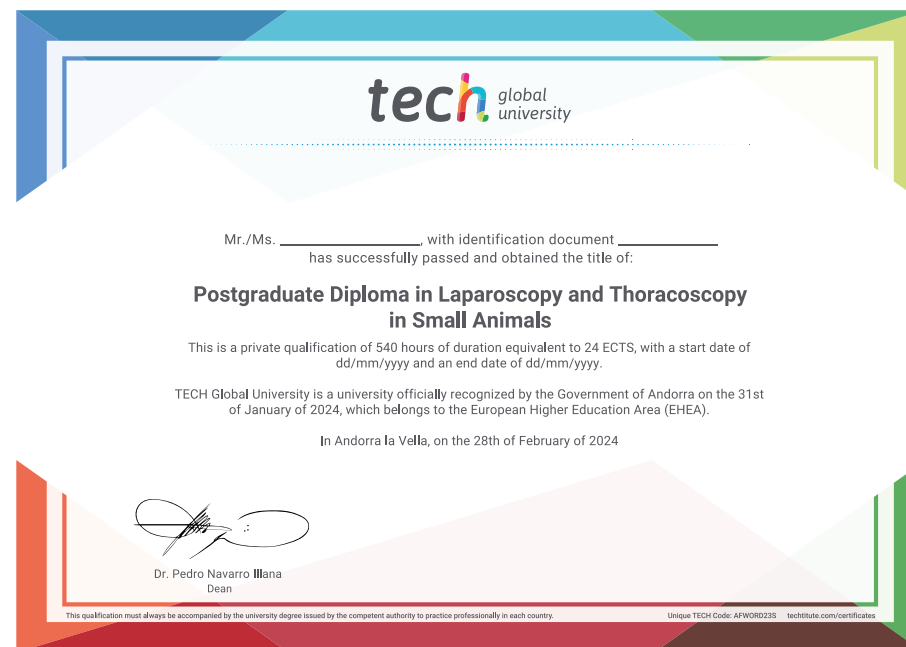 tech global
university
Mr./Ms. ____________, with identification document ____________
has successfully passed and obtained the title of:
Postgraduate Diploma in Laparoscopy and Thoracoscopy
in Small Animals
This is a private qualification of 540 hours of duration equivalent to 24 ECTS, with a start date of
dd/mm/yyyy and an end date of dd/mm/yyyy.
TECH Global University is a university officially recognized by the Government of Andorra on the 31st
of January of 2024, which belongs to the European Higher Education Area (EHEA).
In Andorra la Vella, on the 28th of February of 2024
Dr. Pedro Navarro Illana
Dean
This qualification must always be accompanied by the university degree issued by the competent authority to practice professionally in each country.
Unique TECH Code: AFWORD23S techtitute.com/certificates